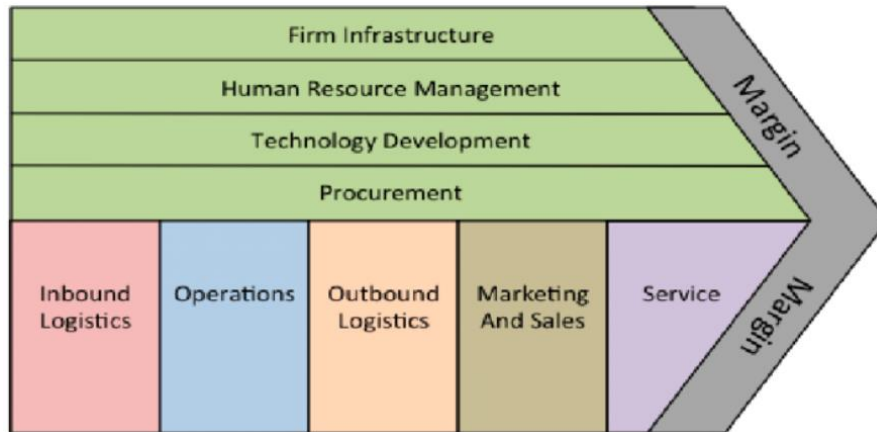 Firm Infrastructure
Human Resource Management
Technology Development
Procurement
Margin
Inbound
Logistics
Operations
Outbound
Logistics
Marketing
And Sales
Service
Margin